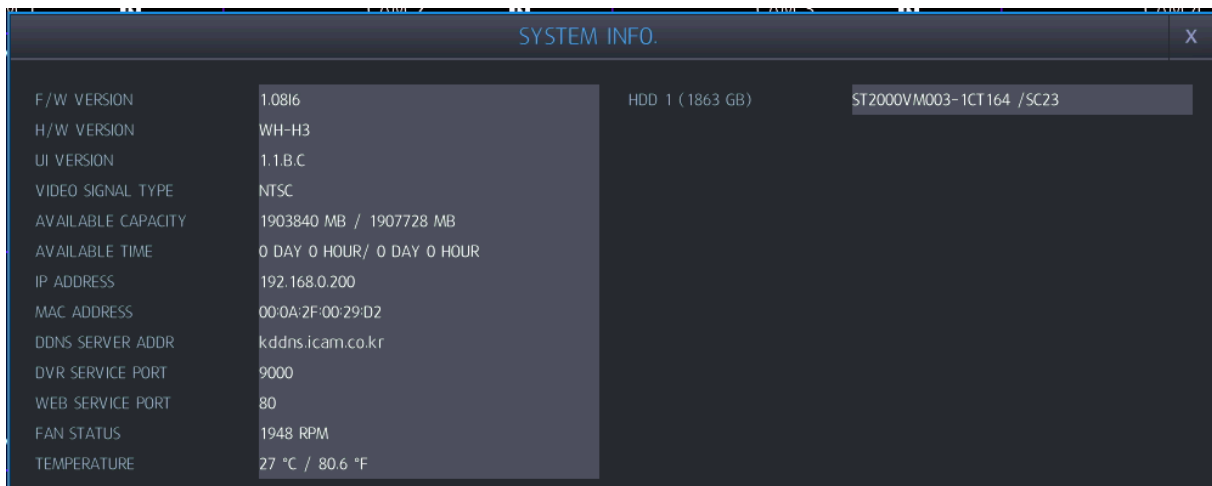 SYSTEM INFO.
X
F/W VERSION 1.08I6
H/W VERSION WH-H3
UI VERSION 1.1.B.C
VIDEO SIGNAL TYPE NTSC
AVAILABLE CAPACITY 1903840 MB / 1907728 MB
AVAILABLE TIME 0 DAY 0 HOUR/ 0 DAY 0 HOUR
IP ADDRESS 192.168.0.200
MAC ADDRESS 00:0A:2F:00:29:D2
DDNS SERVER ADDR kddns.icam.co.kr
DVR SERVICE PORT 9000
WEB SERVICE PORT 80
FAN STATUS 1948 RPM
TEMPERATURE 27 °C / 80.6 °F
HDD 1 (1863 GB) ST2000VM003-1CT164 /SC23